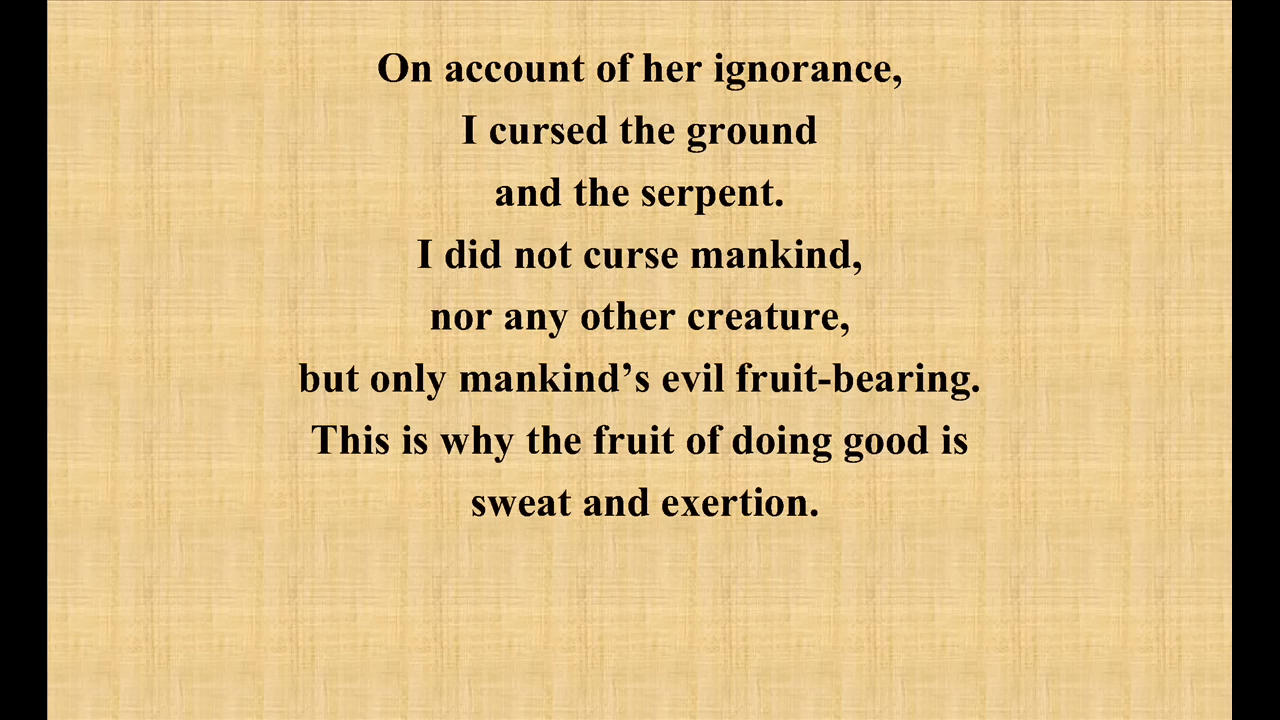 On account of her ignorance,
I cursed the ground
and the serpent.
I did not curse mankind,
nor any other creature,
but only mankind’s evil fruit-bearing.
This is why the fruit of doing good is
sweat and exertion.